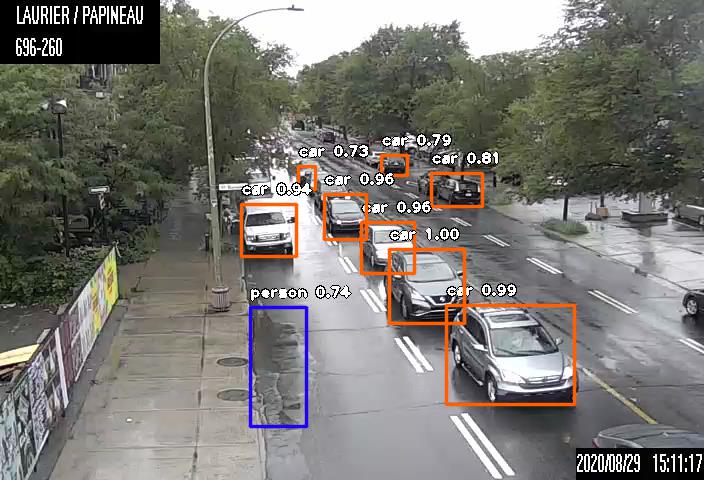 LAURIER / PAPINEAU
696-260
car 0.79
car 0.73
car 0.81
car 0.94
car 0.96
car 0.96
car 1.00
car 0.99
person 0.74
2020/08/29 15:11:17